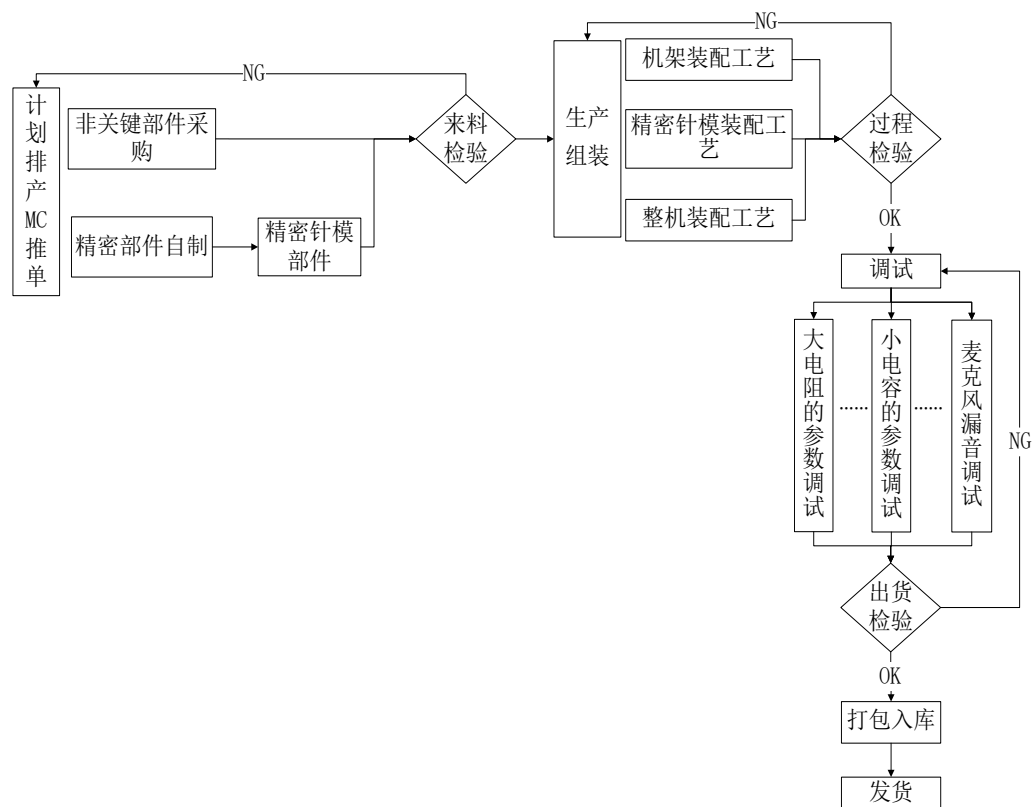 NG
计
划
排
产
MC
推
单
非关键部件采
购
精密部件自制
精密针模
部件
来料
检验
生产
组装
NG
机架装配工艺
精密针模装配工
艺
整机装配工艺
过程
检验
OK
调试
大
电
阻
的
参
数
调
试
……
小
电
容
的
参
数
调
试
……
麦
克
风
漏
音
调
试
NG
出货
检验
OK
打包入库
发货